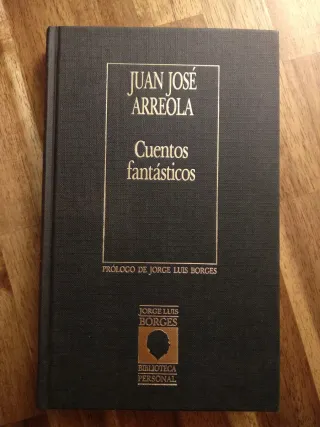 JUAN JOSÉ
ARREOLA
Cuentos
fantásticos
PRÓLOGO DE JORGE LUIS BORGES
JORGE LUIS
BORGES
BIBLIOTECA
PERSONAL